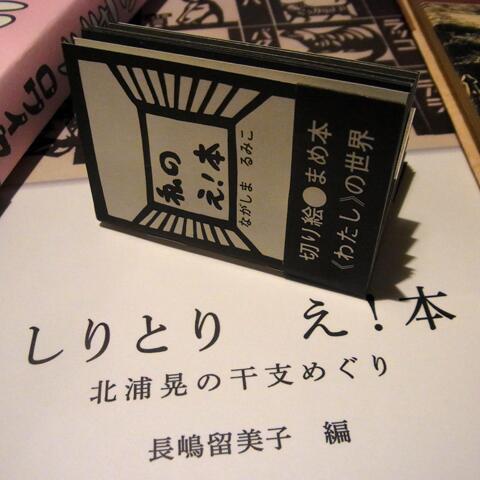 私の
え！本
ながしま るみこ
切り絵●まめ本
《わたし》の世界
しりとり え！本
北浦晃の干支めぐり
長嶋留美子 編